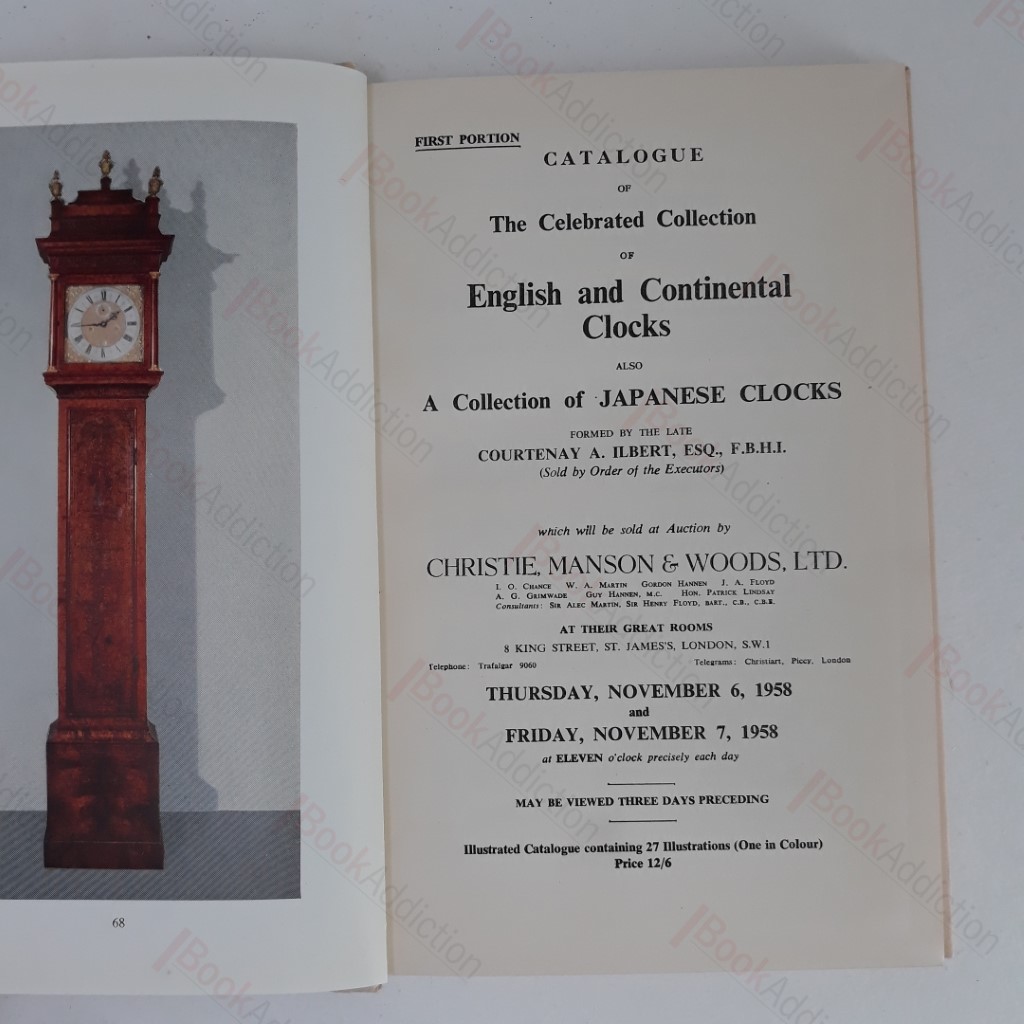 68
FIRST PORTION
CATALOGUE
OF
The Celebrated Collection
OF
English and Continental
Clocks
ALSO
A Collection of JAPANESE CLOCKS
FORMED BY THE LATE
COURTENAY A. ILBERT, ESQ., F.B.H.I.
(Sold by Order of the Executors)
which will be sold at Auction by
CHRISTIE, MANSON & WOODS, LTD.
I. O. CHANCE W. A. MARTIN GORDON HANNEN J. A. FLOYD
A. G. GRIMWADE GUY HANNEN, M.C. HON. PATRICK LINDSAY
Consultants: SIR ALEC MARTIN, SIR HENRY FLOYD, BART., C.B., C.B.E.
AT THEIR GREAT ROOMS
8 KING STREET, ST. JAMES'S, LONDON, S.W.1
Telephone: Trafalgar 9060 Telegrams: Christiart, Piccy, London
THURSDAY, NOVEMBER 6, 1958
and
FRIDAY, NOVEMBER 7, 1958
at ELEVEN o'clock precisely each day
MAY BE VIEWED THREE DAYS PRECEDING
Illustrated Catalogue containing 27 Illustrations (One in Colour)
Price 12/6
BookAddiction